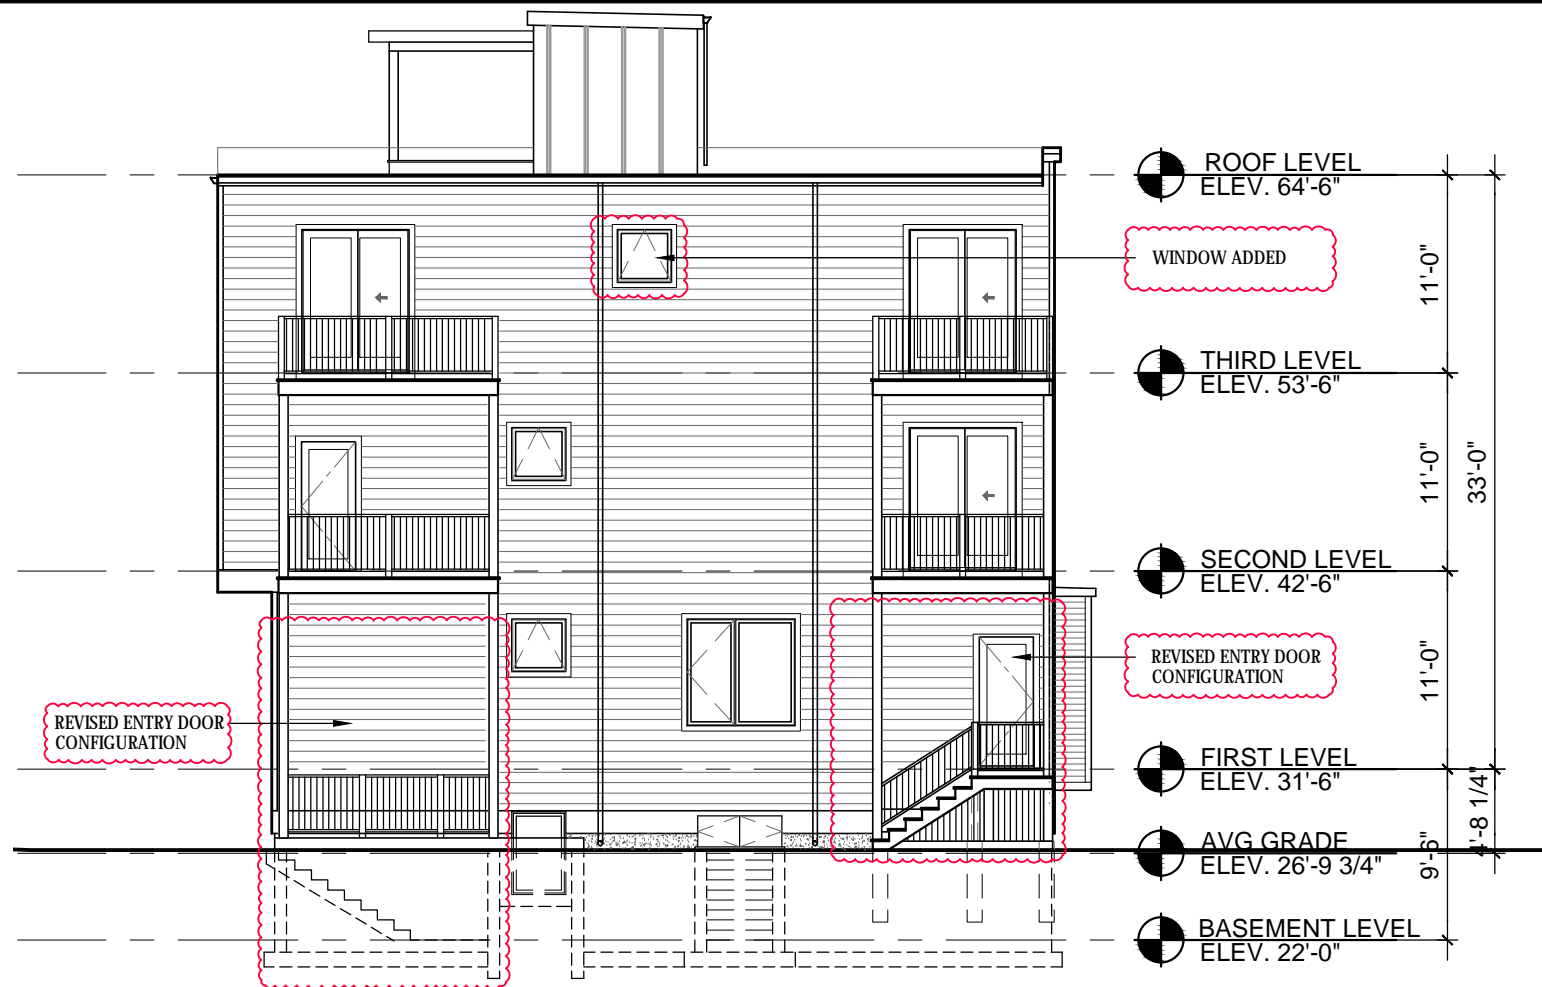 ROOF LEVEL
ELEV. 64'-6"
WINDOW ADDED
11'-0"
THIRD LEVEL
ELEV. 53'-6"
11'-0"
33'-0"
SECOND LEVEL
ELEV. 42'-6"
REVISED ENTRY DOOR
CONFIGURATION
11'-0"
REVISED ENTRY DOOR
CONFIGURATION
FIRST LEVEL
ELEV. 31'-6"
4'-8 1/4"
AVG GRADE
ELEV. 26'-9 3/4"
9'-6"
BASEMENT LEVEL
ELEV. 22'-0"